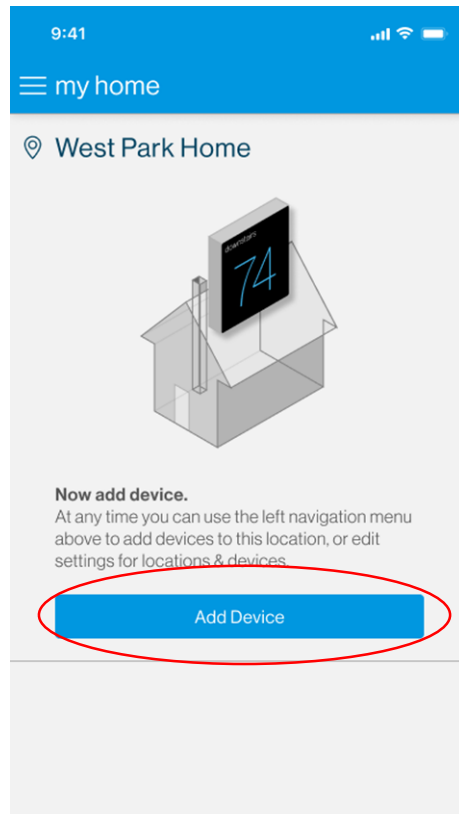 9:41
my home
West Park Home
downstairs
74
Now add device.
At any time you can use the left navigation menu
above to add devices to this location, or edit
settings for locations & devices.
Add Device